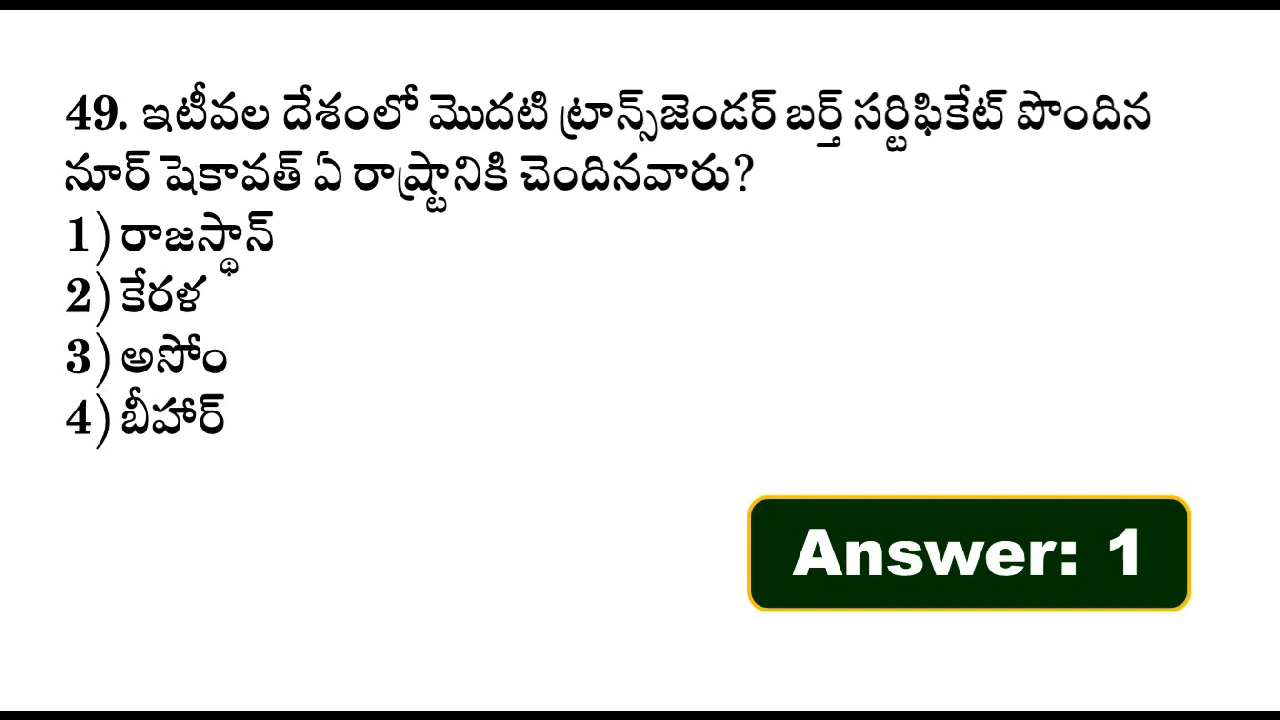 49. ఇటీవల దేశంలో మొదటి ట్రాన్స్‌జెండర్ బర్త్ సర్టిఫికేట్ పొందిన
నూర్ షెకావత్ ఏ రాష్ట్రానికి చెందినవారు?
1) రాజస్థాన్
2) కేరళ
3) అసోం
4) బీహార్
Answer: 1